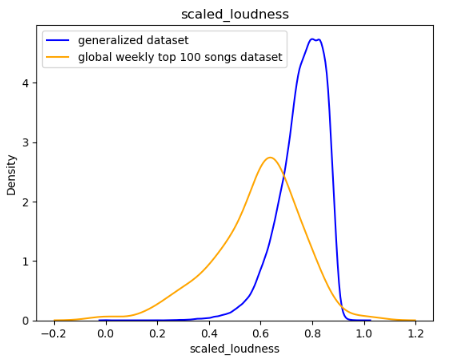 scaled_loudness
generalized dataset
global weekly top 100 songs dataset
Density
4
3
2
1
0
−0.2 0.0 0.2 0.4 0.6 0.8 1.0 1.2
scaled_loudness